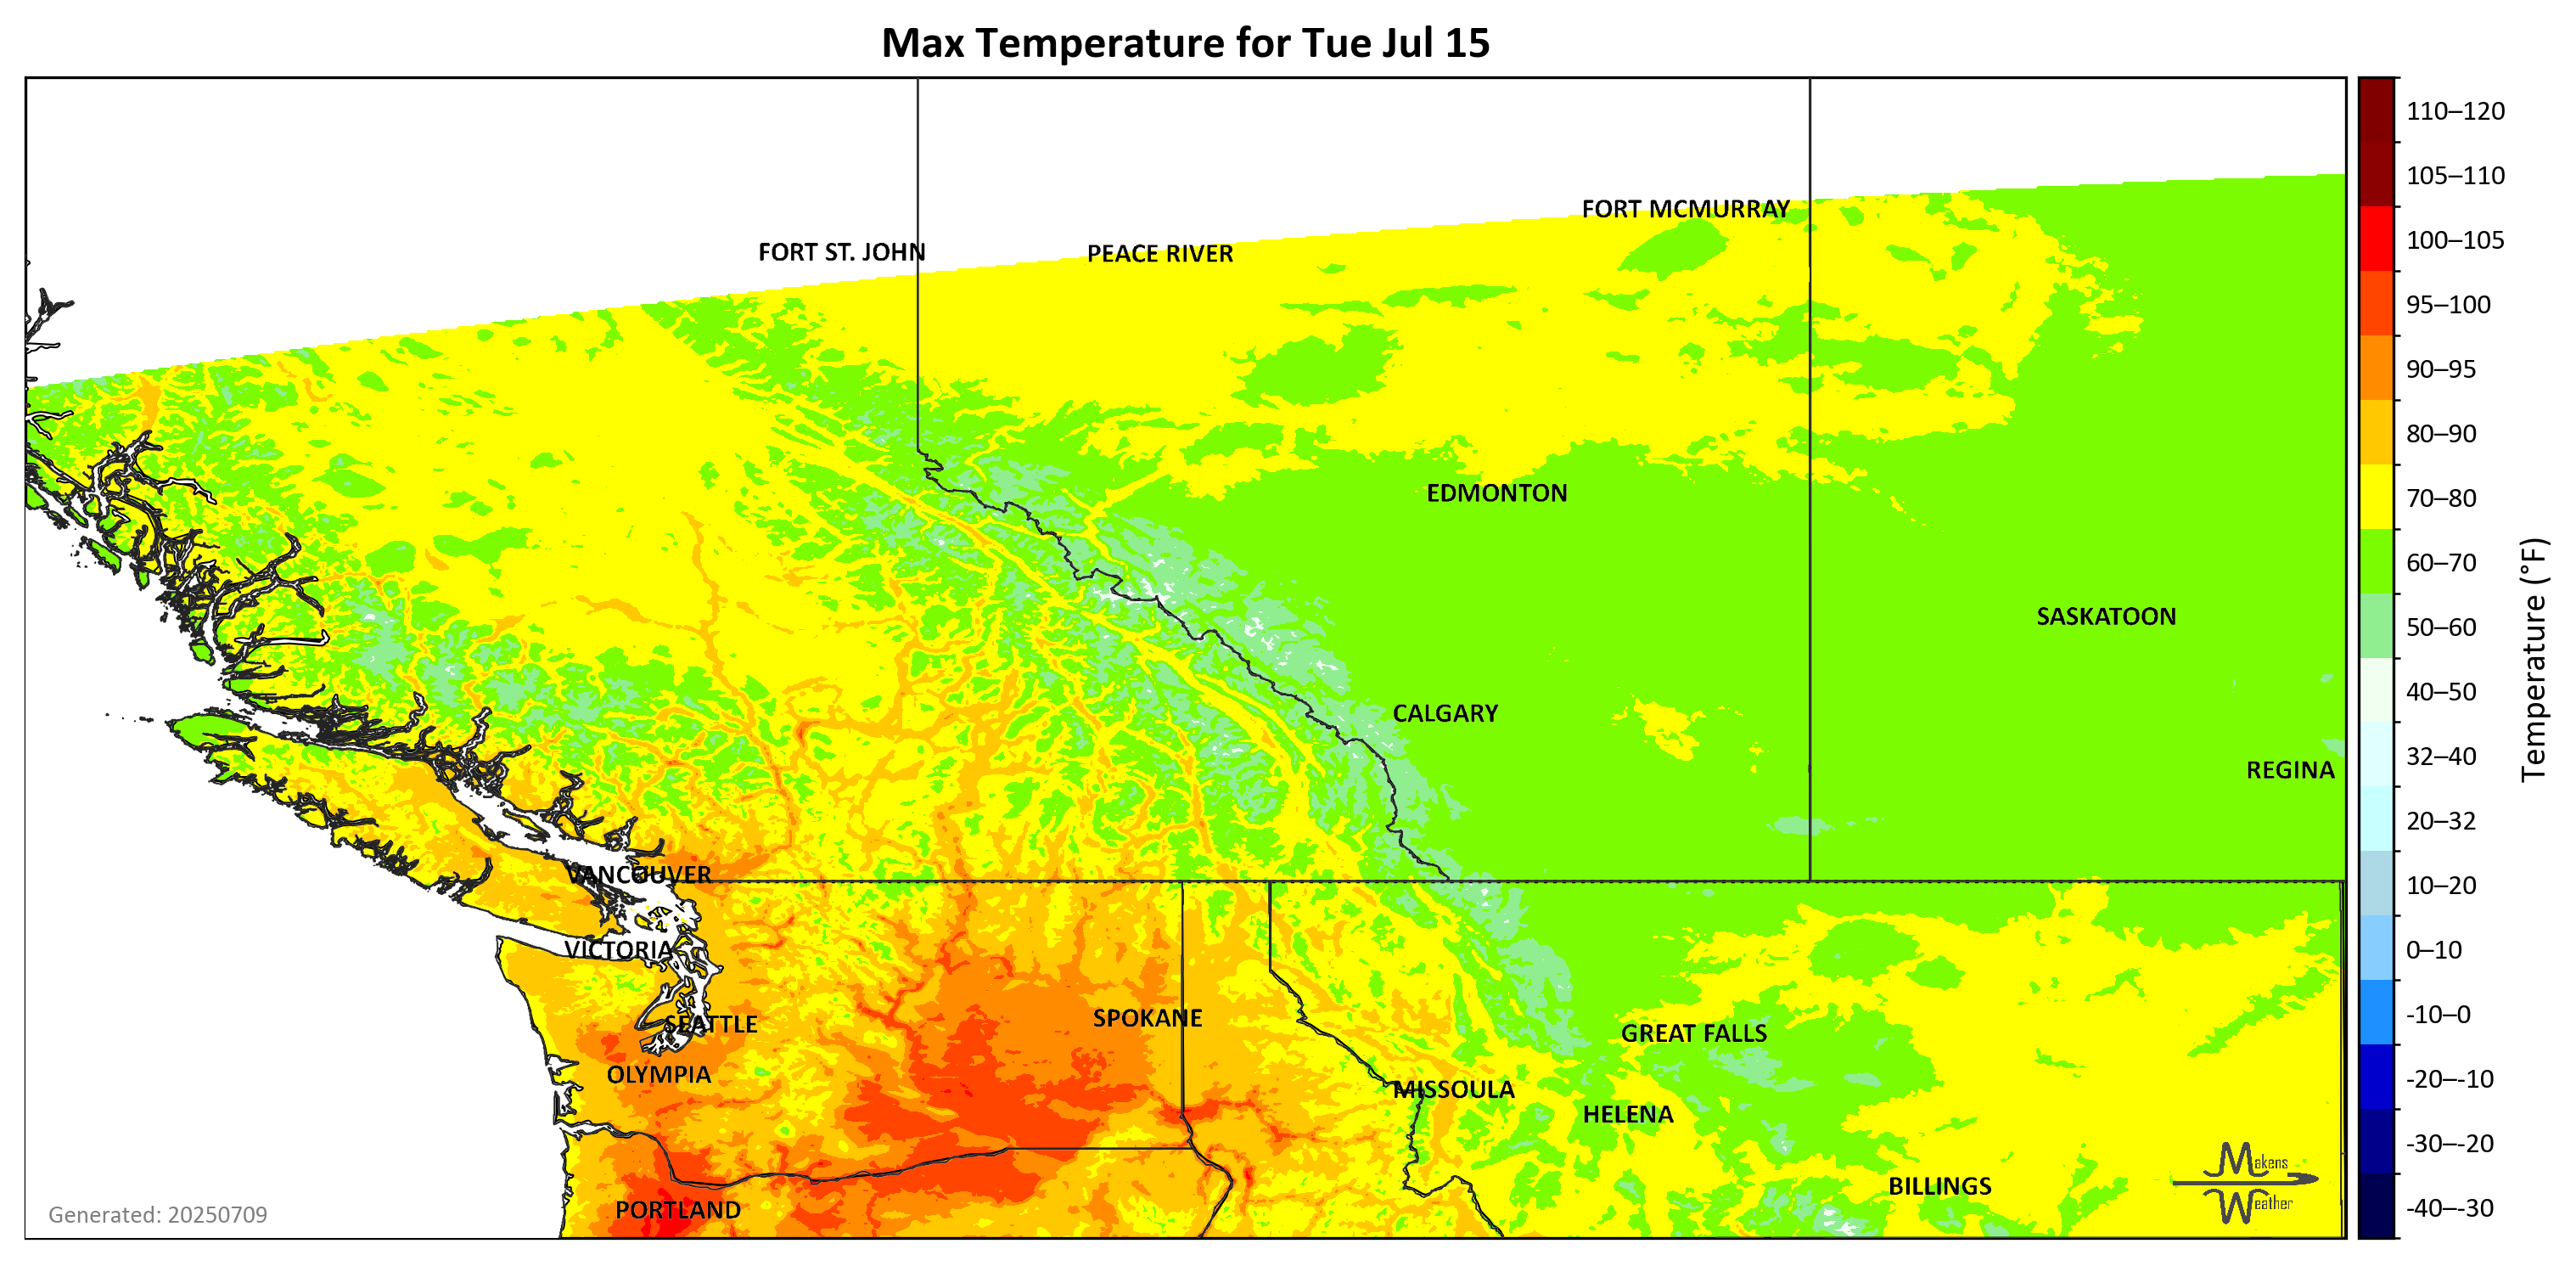 Max Temperature for Tue Jul 15
FORT MCMURRAY
FORT ST. JOHN
PEACE RIVER
EDMONTON
SASKATOON
CALGARY
REGINA
VANCOUVER
VICTORIA
SEATTLE
SPOKANE
GREAT FALLS
OLYMPIA
MISSOULA
HELENA
PORTLAND
BILLINGS
Makens
Weather
Generated: 20250709
110–120
105–110
100–105
95–100
90–95
80–90
70–80
60–70
50–60
40–50
32–40
20–32
10–20
0–10
-10–0
-20–-10
-30–-20
-40–-30
Temperature (°F)